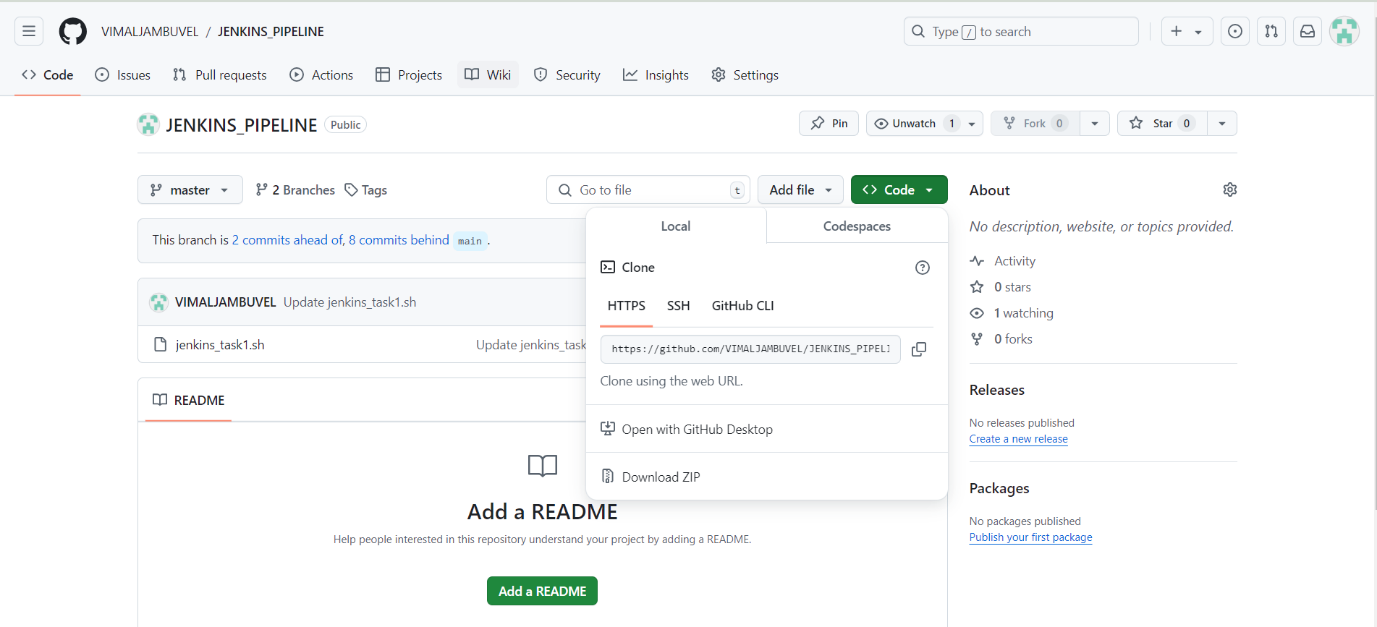 VIMALJAMBUVEL / JENKINS_PIPELINE
Type / to search
Code Issues Pull requests Actions Projects Wiki Security Insights Settings
JENKINS_PIPELINE Public
Pin Unwatch 1 Fork 0 Star 0
master 2 Branches Tags
Go to file t Add file Code
This branch is 2 commits ahead of, 8 commits behind main .
VIMALJAMBUVEL Update jenkins_task1.sh
jenkins_task1.sh Update jenkins_task
README
Add a README
Help people interested in this repository understand your project by adding a README.
Add a README
Local Codespaces
Clone
HTTPS SSH GitHub CLI
https://github.com/VIMALJAMBUVEL/JENKINS_PIPELI
Clone using the web URL.
Open with GitHub Desktop
Download ZIP
About
No description, website, or topics provided.
Activity
0 stars
1 watching
0 forks
Releases
No releases published
Create a new release
Packages
No packages published
Publish your first package